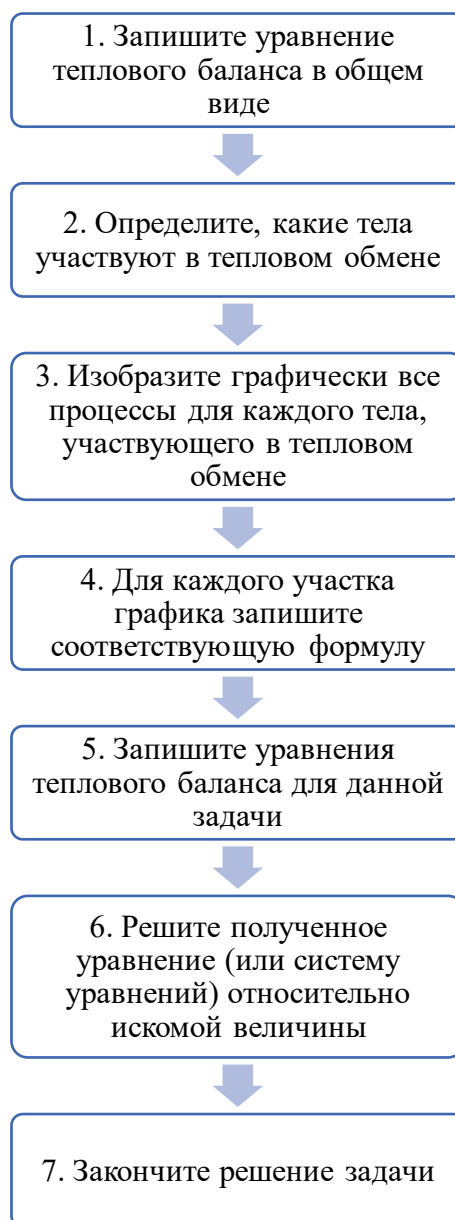 1. Запишите уравнение
теплового баланса в общем
виде
2. Определите, какие тела
участвуют в тепловом обмене
3. Изобразите графически все
процессы для каждого тела,
участвующего в тепловом
обмене
4. Для каждого участка
графика запишите
соответствующую формулу
5. Запишите уравнения
теплового баланса для данной
задачи
6. Решите полученное
уравнение (или систему
уравнений) относительно
искомой величины
7. Закончите решение задачи